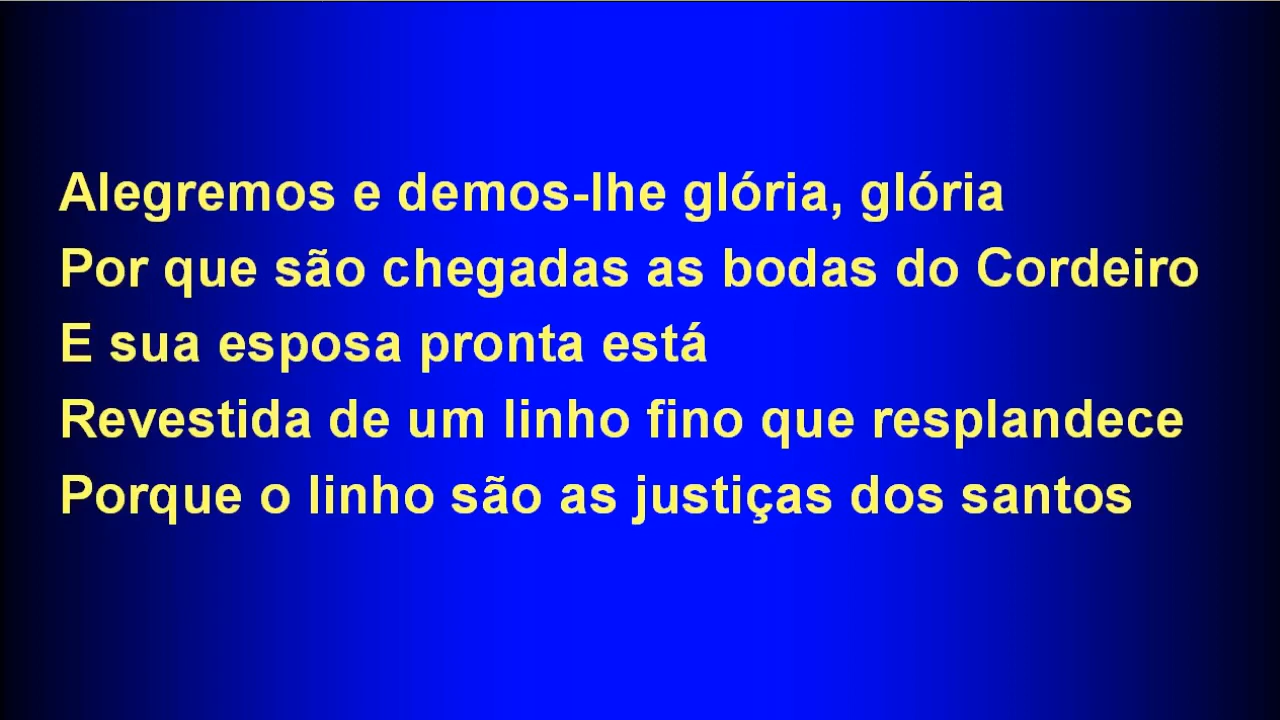 Alegremos e demos-lhe glória, glória
Por que são chegadas as bodas do Cordeiro
E sua esposa pronta está
Revestida de um linho fino que resplandece
Porque o linho são as justiças dos santos